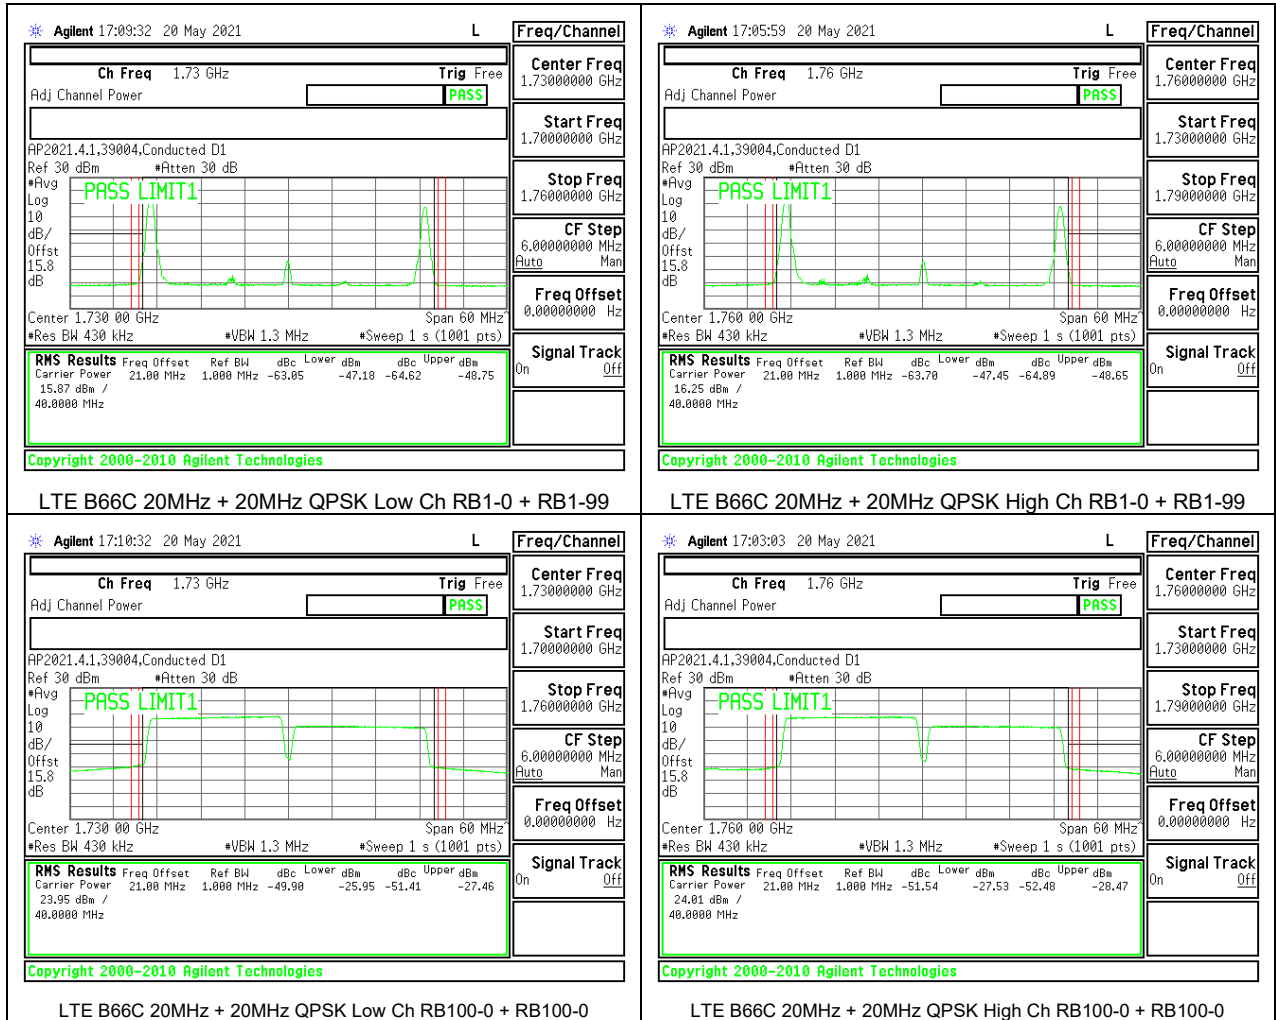 Agilent 17:09:32 20 May 2021 L Freq/Channel
Ch Freq 1.73 GHz Trig Free
Adj Channel Power PASS
AP2021.4.1,39004,Conducted D1
Ref 30 dBm #Atten 30 dB
#Avg
Log
10
dB/
Offst
15.8
dB
PASS LIMIT1
Center 1.730 00 GHz Span 60 MHz^
#Res BW 430 kHz #VBW 1.3 MHz #Sweep 1 s (1001 pts)
RMS Results Freq Offset Ref BW dBc Lower dBm dBc Upper dBm
Carrier Power 21.00 MHz 1.000 MHz -63.05 -47.18 -64.62 -48.75
15.87 dBm /
40.0000 MHz
Center Freq
1.73000000 GHz
Start Freq
1.70000000 GHz
Stop Freq
1.76000000 GHz
CF Step
6.00000000 MHz
Auto Man
Freq Offset
0.00000000 Hz
Signal Track
On Off
Copyright 2000-2010 Agilent Technologies
LTE B66C 20MHz + 20MHz QPSK Low Ch RB1-0 + RB1-99
Agilent 17:05:59 20 May 2021 L Freq/Channel
Ch Freq 1.76 GHz Trig Free
Adj Channel Power PASS
AP2021.4.1,39004,Conducted D1
Ref 30 dBm #Atten 30 dB
#Avg
Log
10
dB/
Offst
15.8
dB
PASS LIMIT1
Center 1.760 00 GHz Span 60 MHz^
#Res BW 430 kHz #VBW 1.3 MHz #Sweep 1 s (1001 pts)
RMS Results Freq Offset Ref BW dBc Lower dBm dBc Upper dBm
Carrier Power 21.00 MHz 1.000 MHz -63.70 -47.45 -64.89 -48.65
16.25 dBm /
40.0000 MHz
Center Freq
1.76000000 GHz
Start Freq
1.73000000 GHz
Stop Freq
1.79000000 GHz
CF Step
6.00000000 MHz
Auto Man
Freq Offset
0.00000000 Hz
Signal Track
On Off
Copyright 2000-2010 Agilent Technologies
LTE B66C 20MHz + 20MHz QPSK High Ch RB1-0 + RB1-99
Agilent 17:10:32 20 May 2021 L Freq/Channel
Ch Freq 1.73 GHz Trig Free
Adj Channel Power PASS
AP2021.4.1,39004,Conducted D1
Ref 30 dBm #Atten 30 dB
#Avg
Log
10
dB/
Offst
15.8
dB
PASS LIMIT1
Center 1.730 00 GHz Span 60 MHz^
#Res BW 430 kHz #VBW 1.3 MHz #Sweep 1 s (1001 pts)
RMS Results Freq Offset Ref BW dBc Lower dBm dBc Upper dBm
Carrier Power 21.00 MHz 1.000 MHz -49.90 -25.95 -51.41 -27.46
23.95 dBm /
40.0000 MHz
Center Freq
1.73000000 GHz
Start Freq
1.70000000 GHz
Stop Freq
1.76000000 GHz
CF Step
6.00000000 MHz
Auto Man
Freq Offset
0.00000000 Hz
Signal Track
On Off
Copyright 2000-2010 Agilent Technologies
LTE B66C 20MHz + 20MHz QPSK Low Ch RB100-0 + RB100-0
Agilent 17:03:03 20 May 2021 L Freq/Channel
Ch Freq 1.76 GHz Trig Free
Adj Channel Power PASS
AP2021.4.1,39004,Conducted D1
Ref 30 dBm #Atten 30 dB
#Avg
Log
10
dB/
Offst
15.8
dB
PASS LIMIT1
Center 1.760 00 GHz Span 60 MHz^
#Res BW 430 kHz #VBW 1.3 MHz #Sweep 1 s (1001 pts)
RMS Results Freq Offset Ref BW dBc Lower dBm dBc Upper dBm
Carrier Power 21.00 MHz 1.000 MHz -51.54 -27.53 -52.48 -28.47
24.01 dBm /
40.0000 MHz
Center Freq
1.76000000 GHz
Start Freq
1.73000000 GHz
Stop Freq
1.79000000 GHz
CF Step
6.00000000 MHz
Auto Man
Freq Offset
0.00000000 Hz
Signal Track
On Off
Copyright 2000-2010 Agilent Technologies
LTE B66C 20MHz + 20MHz QPSK High Ch RB100-0 + RB100-0